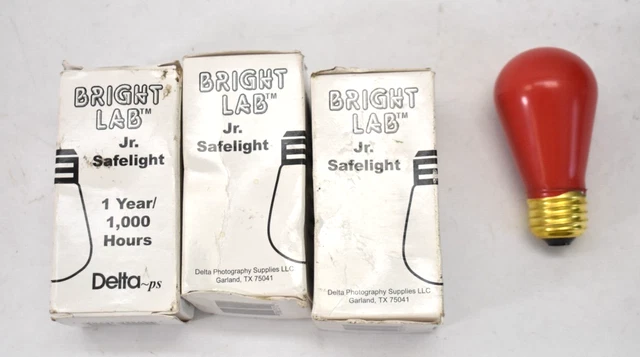 BRIGHT
LAB™
Jr.
Safelight
1 Year/
1,000
Hours
Delta~ps
BRIGHT
LAB™
Jr.
Safelight
Delta Photography Supplies LLC
Garland, TX 75041
BRIGHT
LAB™
Jr.
Safelight
Delta Photography Supplies LLC
Garland, TX 75041